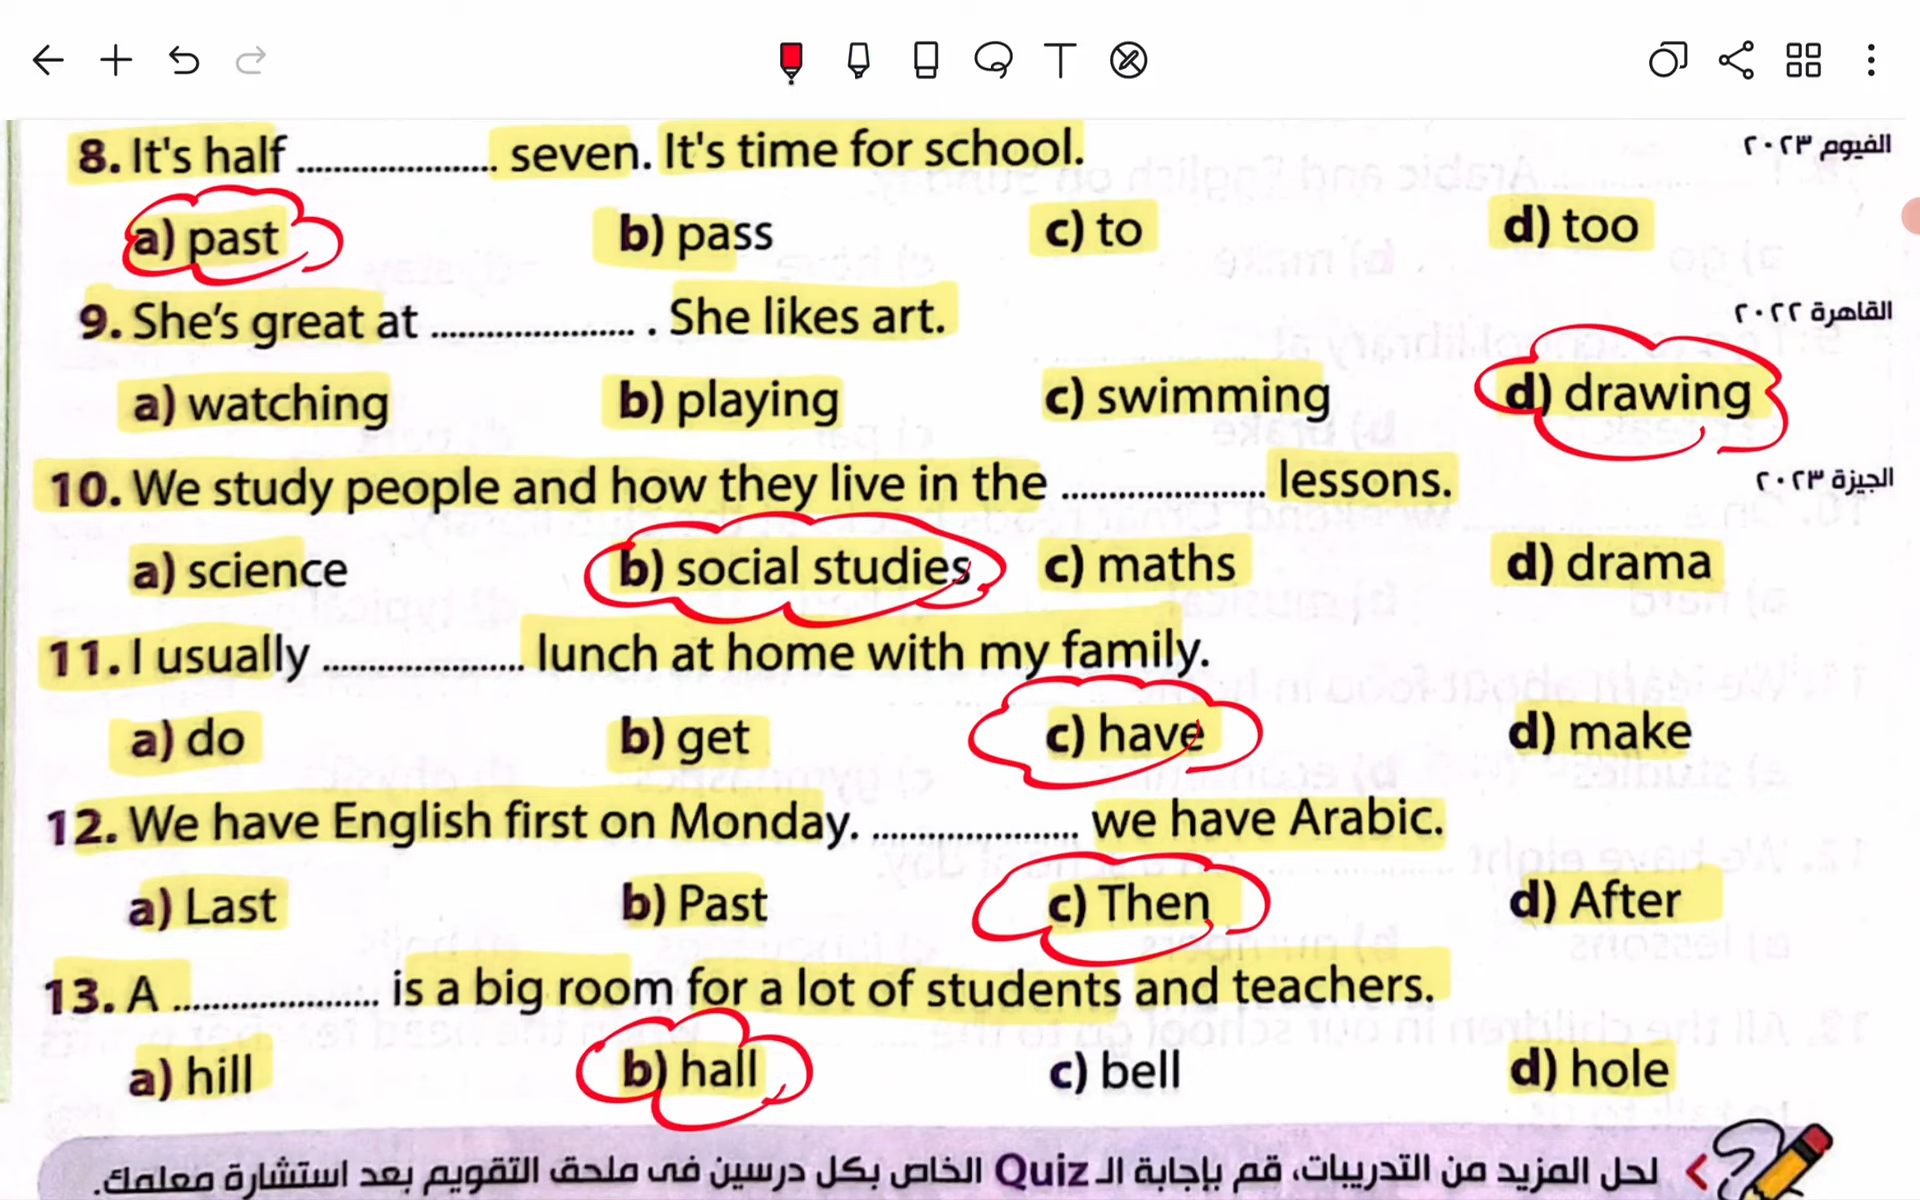 8. It's half ..................... seven. It's time for school. الفيوم ٢٠٢٣
a) past b) pass c) to d) too
9. She's great at ...................... . She likes art. القاهرة ٢٠٢٢
a) watching b) playing c) swimming d) drawing
10. We study people and how they live in the ...................... lessons. الجيزة ٢٠٢٣
a) science b) social studies c) maths d) drama
11. I usually ...................... lunch at home with my family.
a) do b) get c) have d) make
12. We have English first on Monday. ...................... we have Arabic.
a) Last b) Past c) Then d) After
13. A ...................... is a big room for a lot of students and teachers.
a) hill b) hall c) bell d) hole
لحل المزيد من التدريبات، قم بإجابة الـ Quiz الخاص بكل درسين فى ملحق التقويم بعد استشارة معلمك.